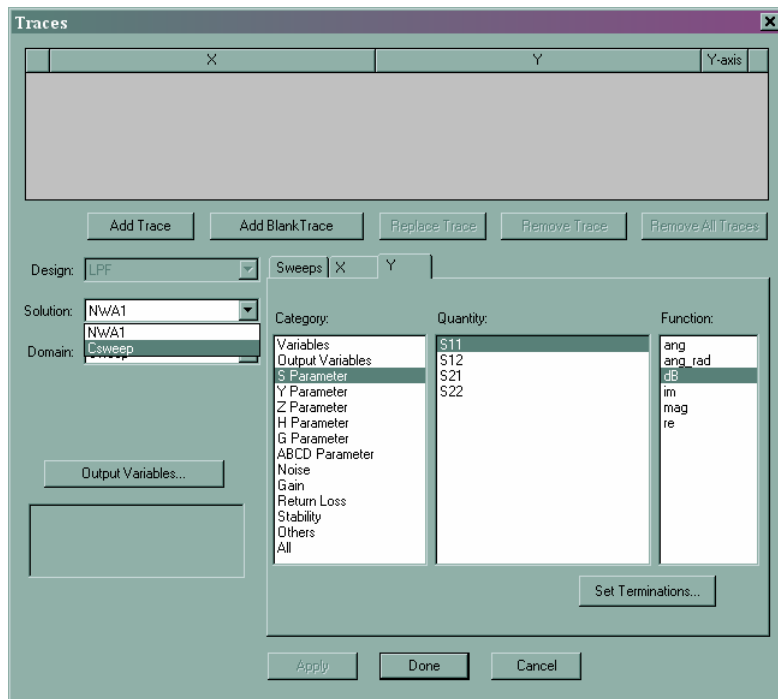 Traces
X Y Y-axis
Add Trace Add BlankTrace Replace Trace Remove Trace Remove All Traces
Design: LPF
Solution: NWA1
NWA1
Csweep
Domain:
Sweeps X Y
Category: Quantity: Function:
Variables
Output Variables
S Parameter
Y Parameter
Z Parameter
H Parameter
G Parameter
ABCD Parameter
Noise
Gain
Return Loss
Stability
Others
All
S11
S12
S21
S22
ang
ang_rad
dB
im
mag
re
Output Variables...
Set Terminations...
Apply Done Cancel